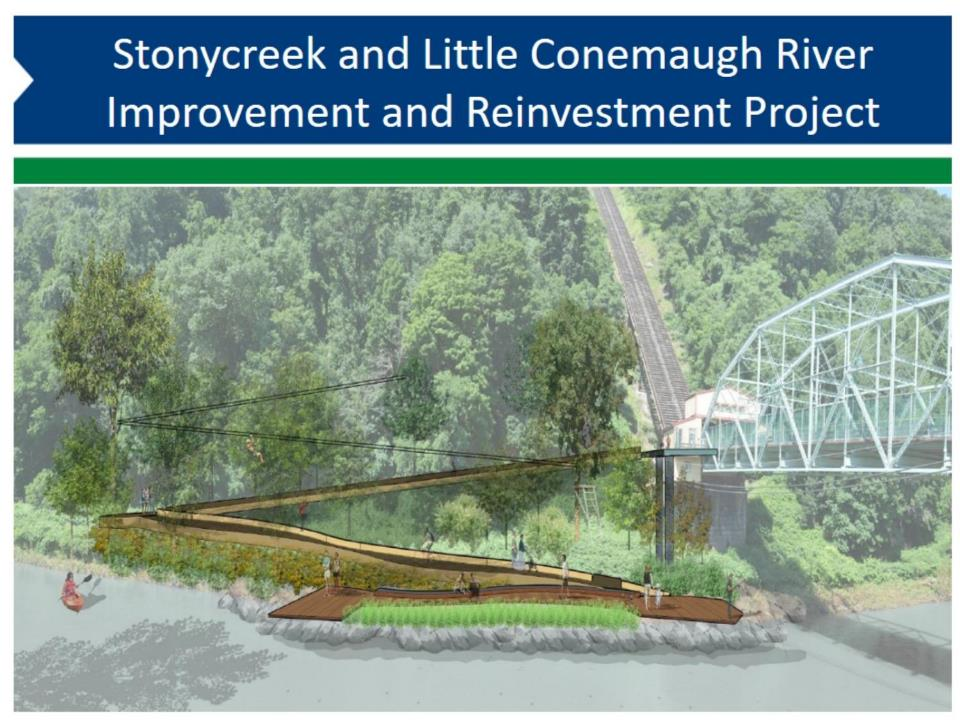 Stonycreek and Little Conemaugh River
Improvement and Reinvestment Project